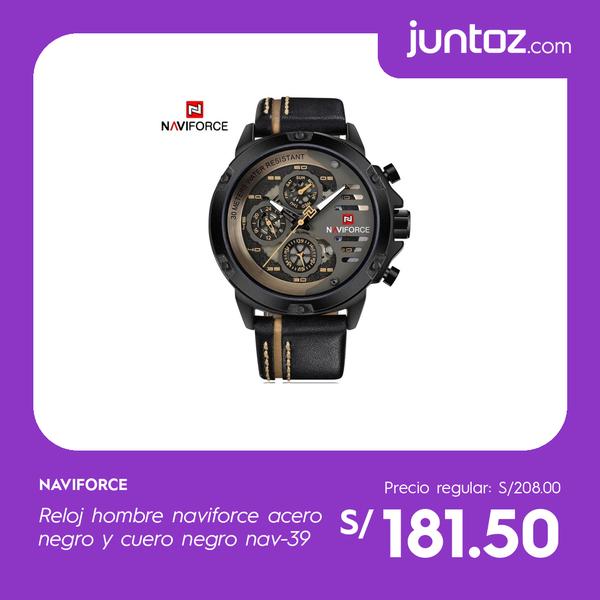 juntoz.com
NAVIFORCE
30 METERS WATER RESISTANT
SUN
NAVIFORCE
NAVIFORCE
Precio regular: S/208.00
Reloj hombre naviforce acero
negro y cuero negro nav-39
S/181.50